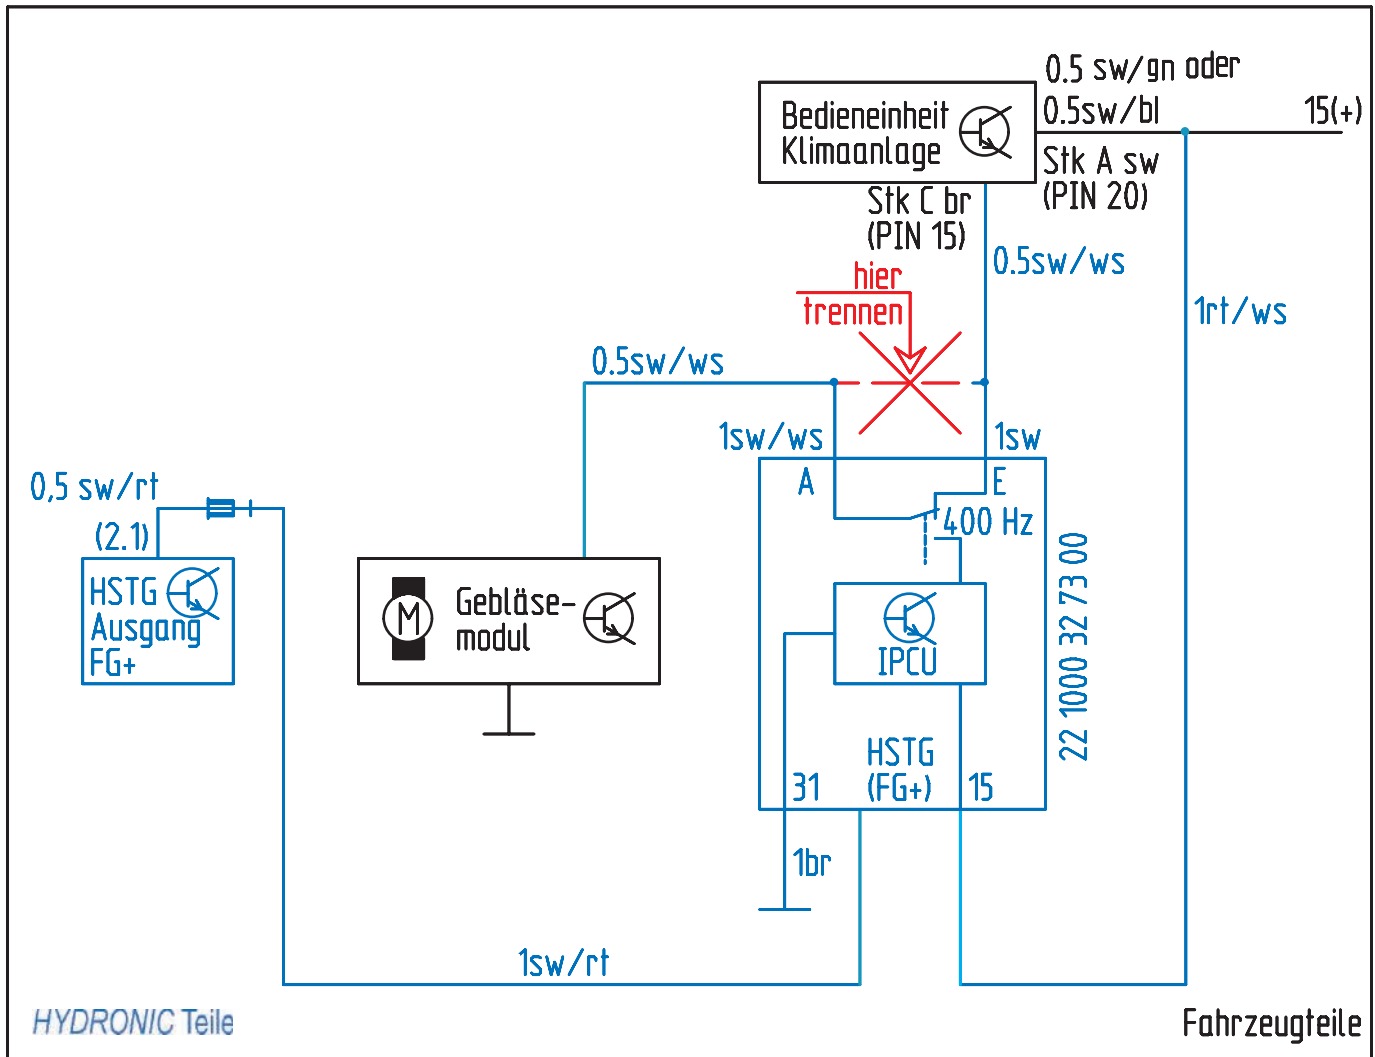 0.5 sw/gn oder
0.5sw/bl
15(+)
Bedieneinheit
Klimaanlage
Stk A sw
(PIN 20)
Stk C br
(PIN 15)
0.5sw/ws
hier
trennen
1rt/ws
0.5sw/ws
1sw/ws
1sw
A
E
400 Hz
0,5 sw/rt
(2.1)
HSTG
Ausgang
FG+
M
Gebläse-
modul
IPCU
22 1000 32 73 00
HSTG
(FG+)
31
15
1br
1sw/rt
HYDRONIC Teile
Fahrzeugteile